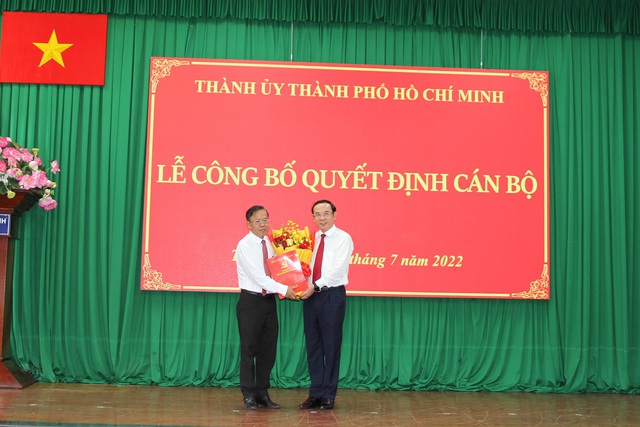 THÀNH ỦY THÀNH PHỐ HỒ CHÍ MINH
LỄ CÔNG BỐ QUYẾT ĐỊNH CÁN BỘ
tháng 7 năm 2022